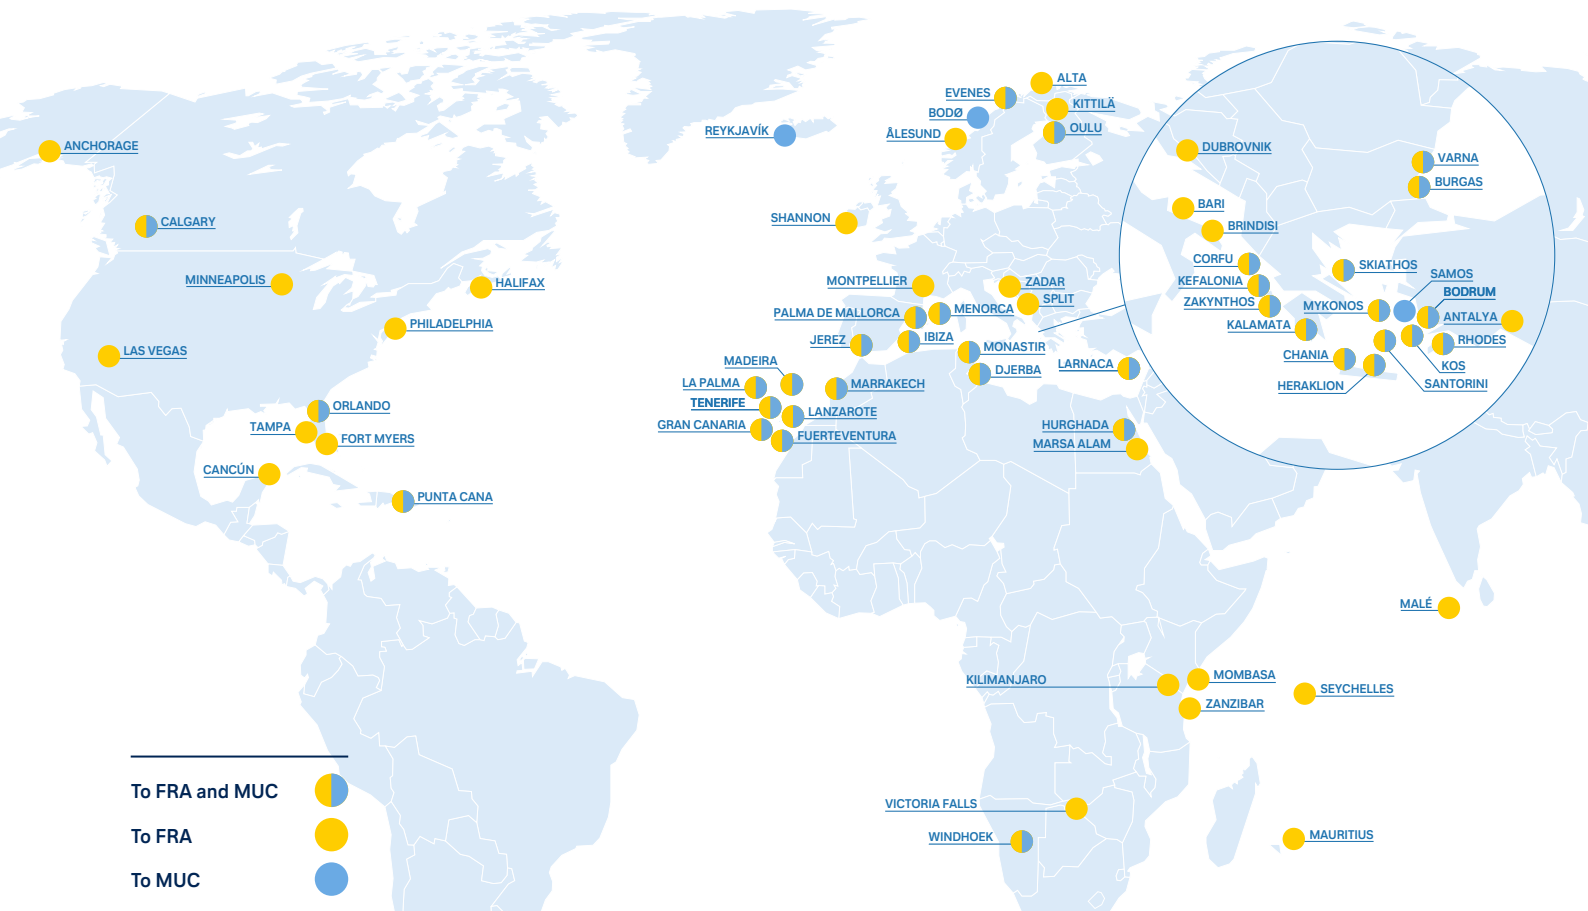 ALTA
EVENES
KITTILÄ
BODØ
OULU
REYKJAVÍK
ÅLESUND
ANCHORAGE
DUBROVNIK
VARNA
BURGAS
BARI
SHANNON
CALGARY
BRINDISI
CORFU
SKIATHOS
SAMOS
KEFALONIA
MINNEAPOLIS
HALIFAX
MONTPELLIER
ZADAR
BODRUM
SPLIT
ZAKYNTHOS
MYKONOS
PALMA DE MALLORCA
MENORCA
ANTALYA
PHILADELPHIA
KALAMATA
JEREZ
IBIZA
RHODES
LAS VEGAS
MONASTIR
CHANIA
MADEIRA
LARNACA
DJERBA
KOS
LA PALMA
MARRAKECH
HERAKLION
SANTORINI
TENERIFE
ORLANDO
LANZAROTE
TAMPA
GRAN CANARIA
HURGHADA
FORT MYERS
FUERTEVENTURA
MARSA ALAM
CANCÚN
PUNTA CANA
MALÉ
MOMBASA
KILIMANJARO
SEYCHELLES
ZANZIBAR
VICTORIA FALLS
WINDHOEK
MAURITIUS
To FRA and MUC
To FRA
To MUC